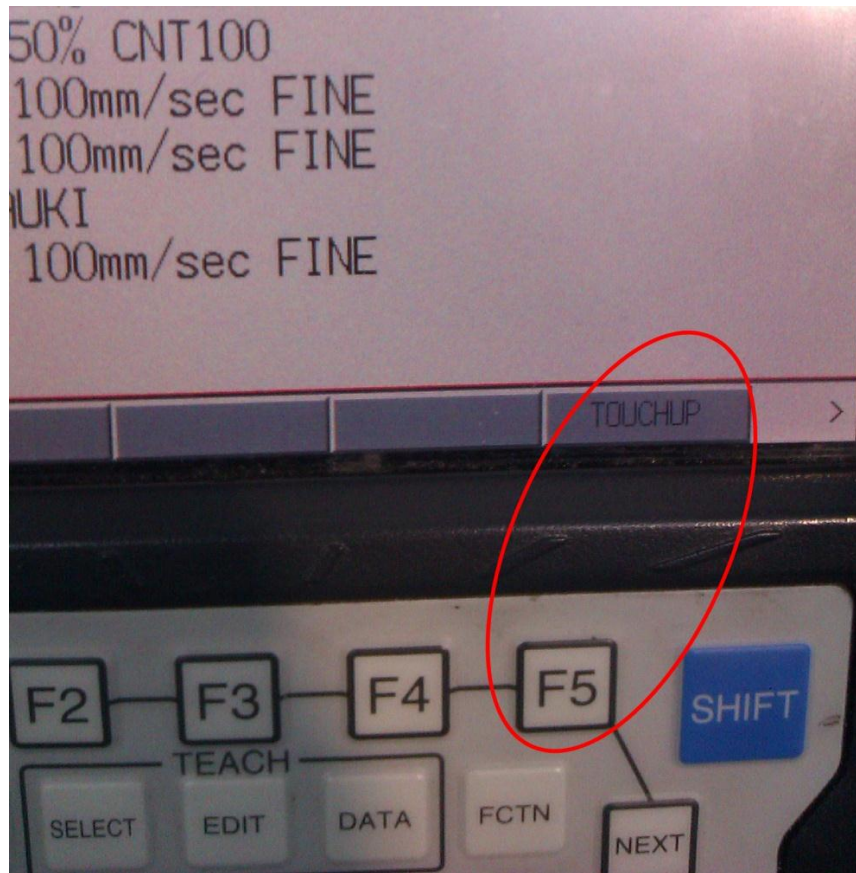 50% CNT100
100mm/sec FINE
100mm/sec FINE
AUKI
100mm/sec FINE
TOUCHUP >
F2 F3 F4 F5 SHIFT
TEACH
SELECT EDIT DATA FCTN NEXT